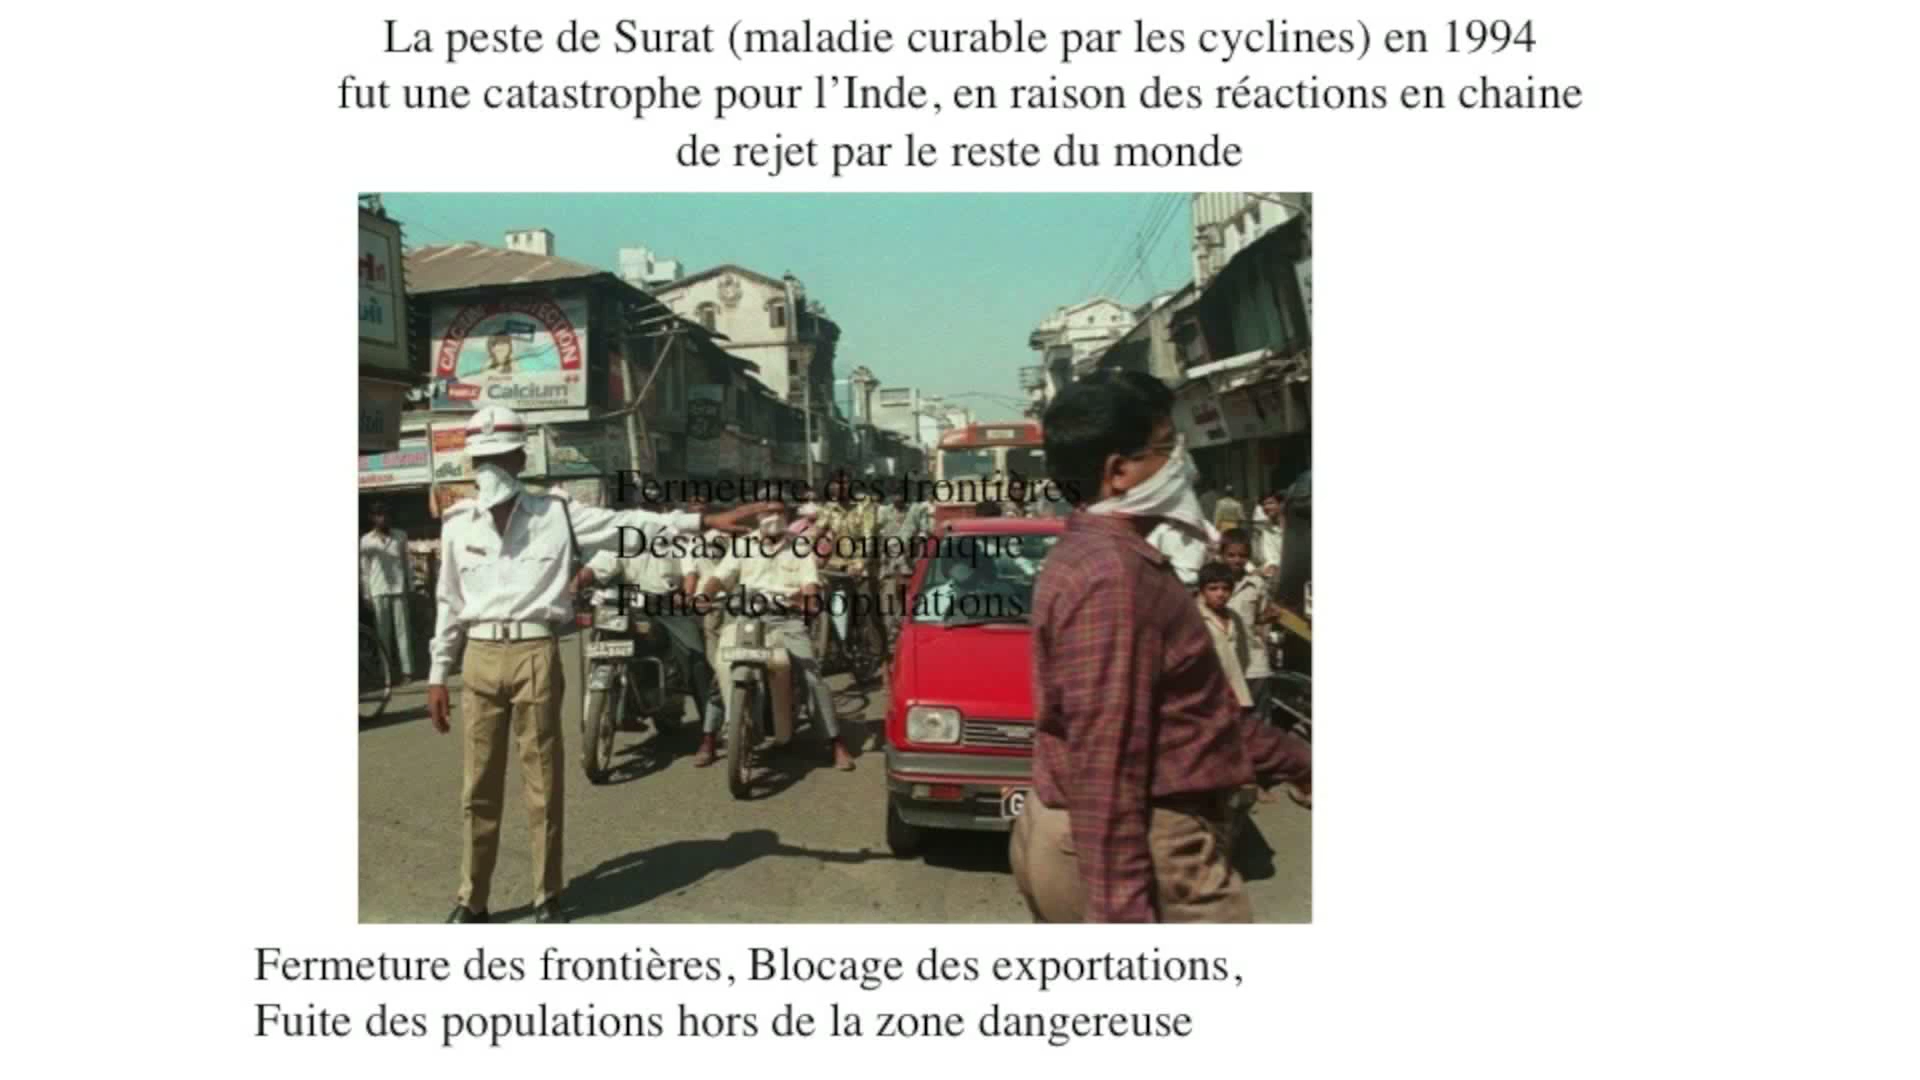 La peste de Surat (maladie curable par les cyclines) en 1994
fut une catastrophe pour l'Inde, en raison des réactions en chaine
de rejet par le reste du monde
CALCIUM PROTECTION
Calcium
Fermeture des frontières
Désastre économique
Fuite des populations
Fermeture des frontières, Blocage des exportations,
Fuite des populations hors de la zone dangereuse